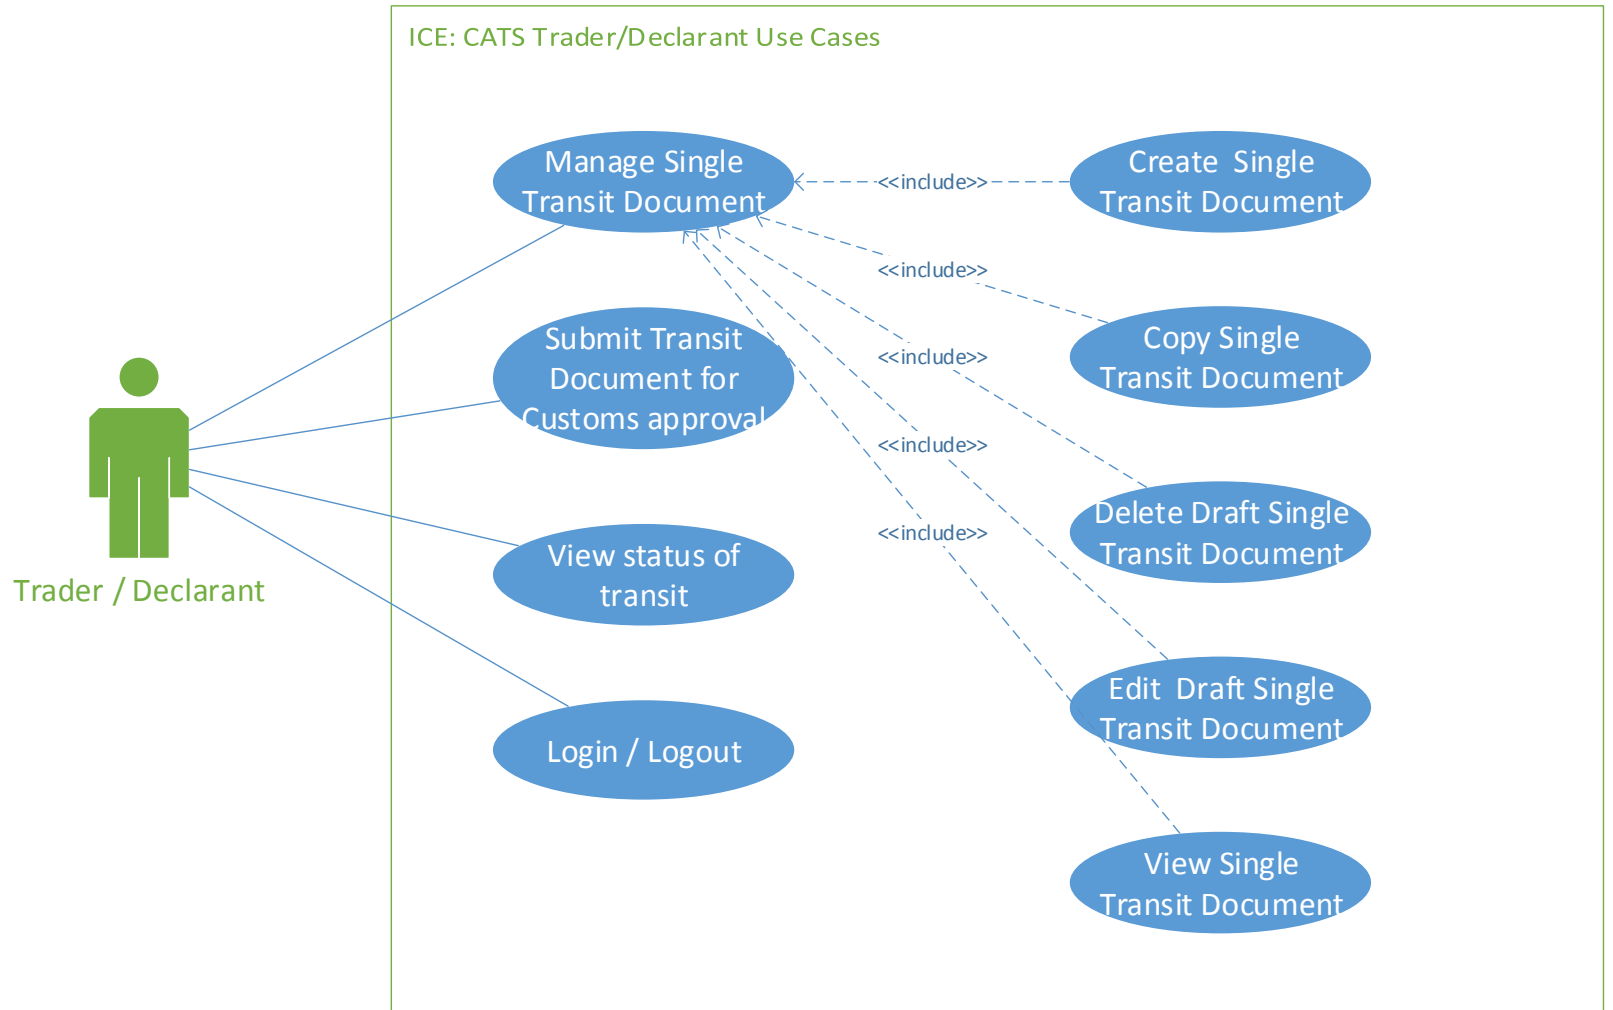 ICE: CATS Trader/Declarant Use Cases
Manage Single
Transit Document
<<include>>
Create Single
Transit Document
<<include>>
Copy Single
Transit Document
Submit Transit
Document for
Customs approval
<<include>>
<<include>>
Delete Draft Single
Transit Document
<<include>>
View status of
transit
Trader / Declarant
Edit Draft Single
Transit Document
Login / Logout
View Single
Transit Document